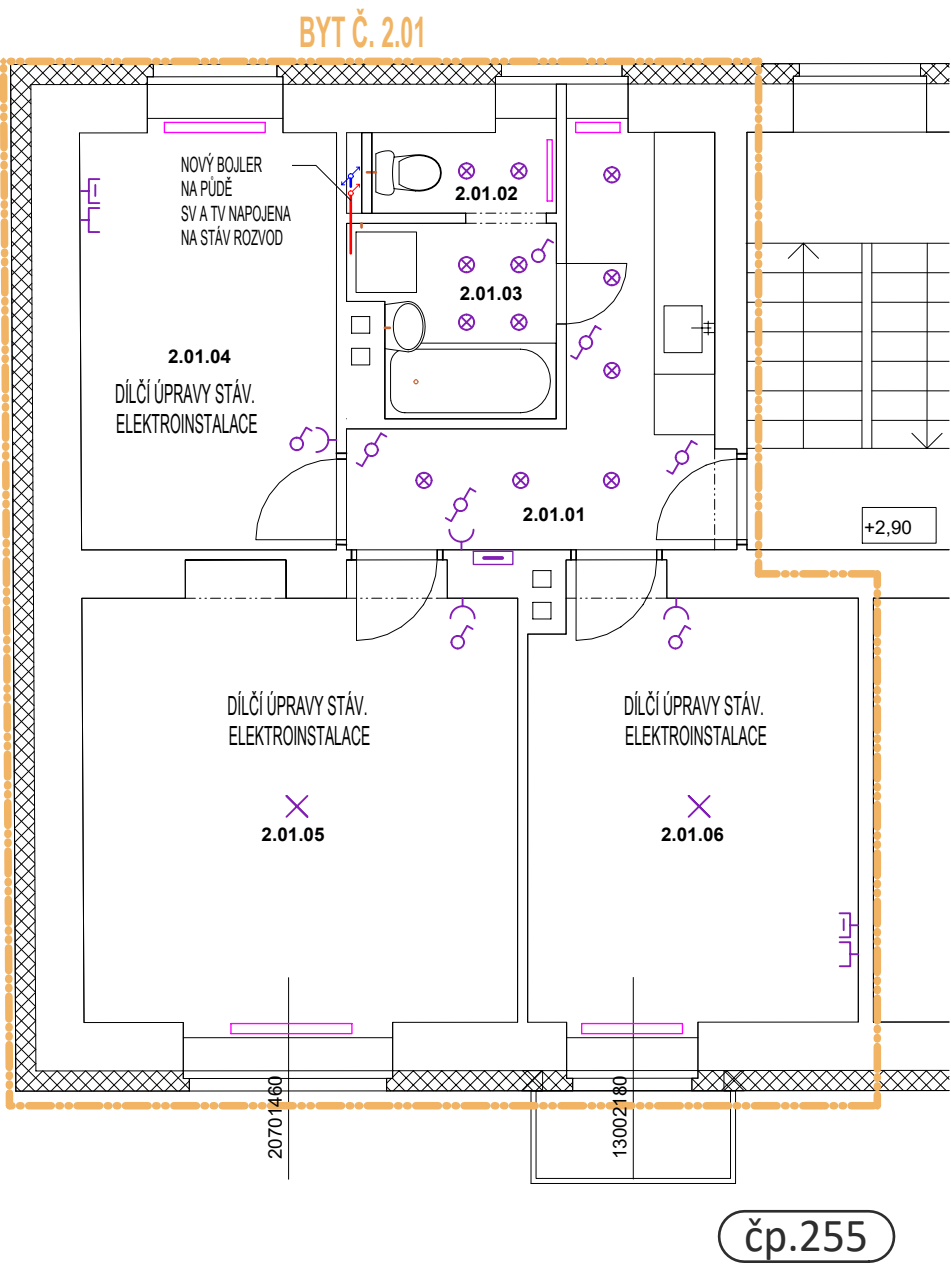 BYT Č. 2.01
NOVÝ BOJLER
NA PŮDĚ
SV A TV NAPOJENA
NA STÁV ROZVOD
2.01.02
2.01.03
2.01.04
DÍLČÍ ÚPRAVY STÁV.
ELEKTROINSTALACE
2.01.01
+2,90
DÍLČÍ ÚPRAVY STÁV.
ELEKTROINSTALACE
2.01.05
DÍLČÍ ÚPRAVY STÁV.
ELEKTROINSTALACE
2.01.06
20701460
13002180
čp.255